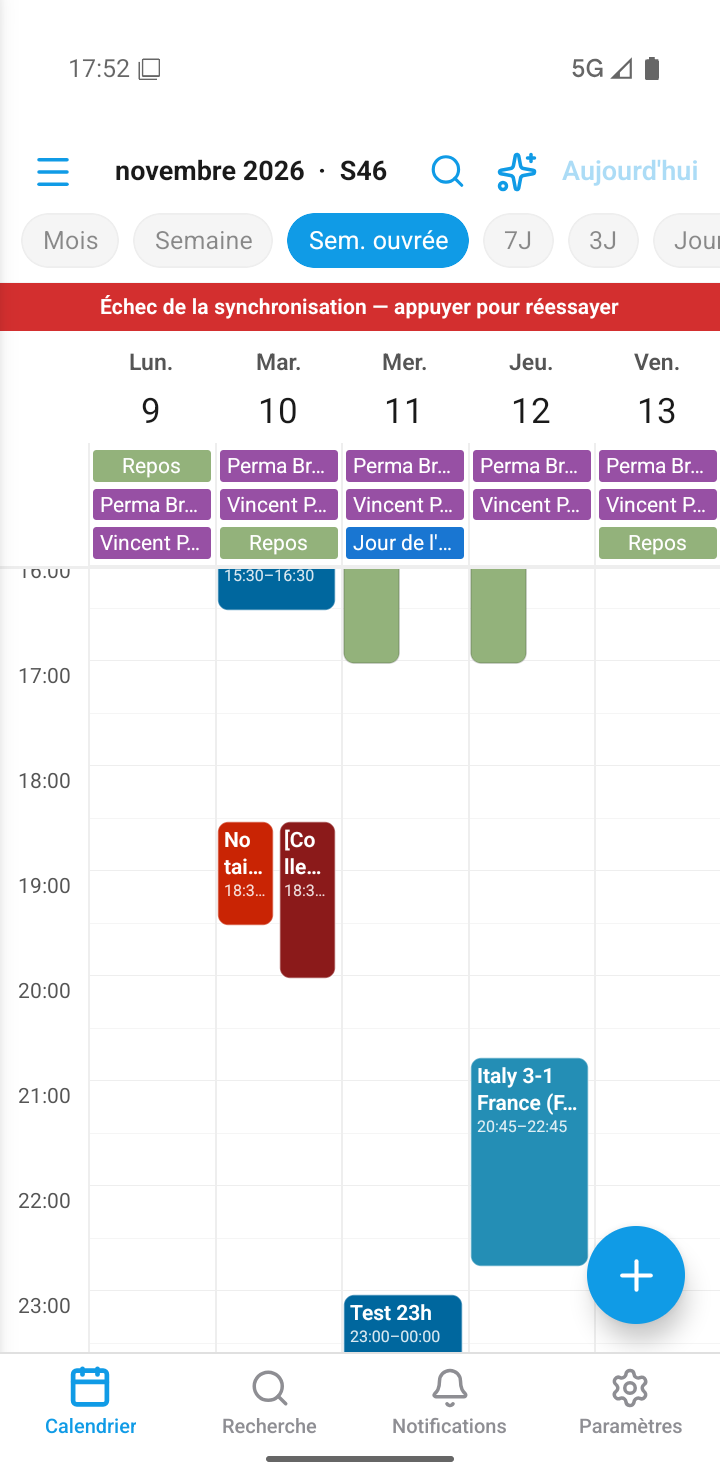 17:52
5G
novembre 2026 · S46
Aujourd'hui
Mois
Semaine
Sem. ouvrée
7J
3J
Jour
Échec de la synchronisation — appuyer pour réessayer
Lun.
Mar.
Mer.
Jeu.
Ven.
9
10
11
12
13
Repos
Perma Br…
Perma Br…
Perma Br…
Perma Br…
Perma Br…
Vincent P…
Vincent P…
Vincent P…
Vincent P…
Vincent P…
Repos
Jour de l'…
Repos
16:00
15:30–16:30
17:00
18:00
No
tai…
18:3…
[Co
lle…
18:3…
19:00
20:00
Italy 3-1
France (F…
20:45–22:45
21:00
22:00
23:00
Test 23h
23:00–00:00
Calendrier
Recherche
Notifications
Paramètres